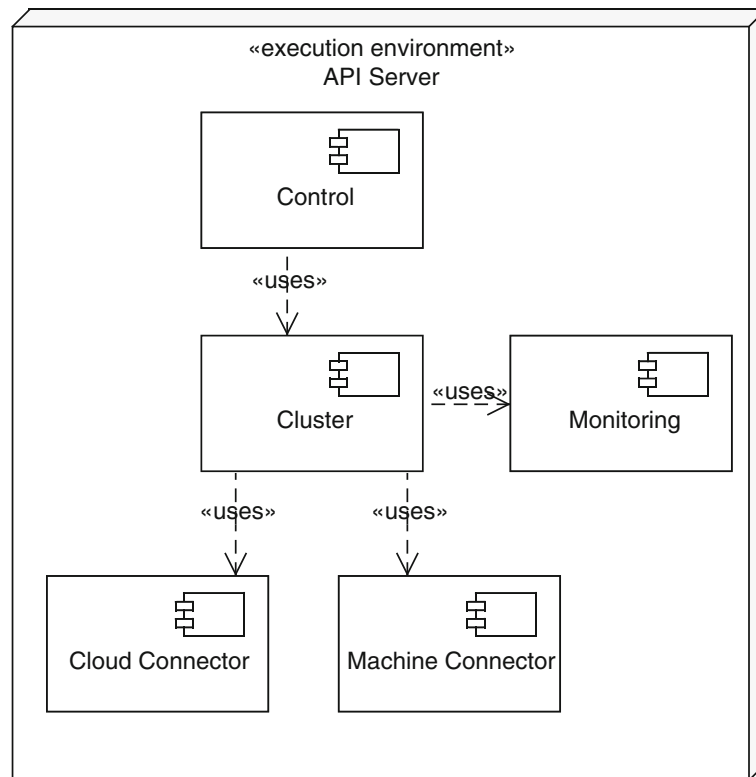 «execution environment»
API Server
Control
«uses»
Cluster
«uses»
Monitoring
«uses»
«uses»
Cloud Connector
Machine Connector